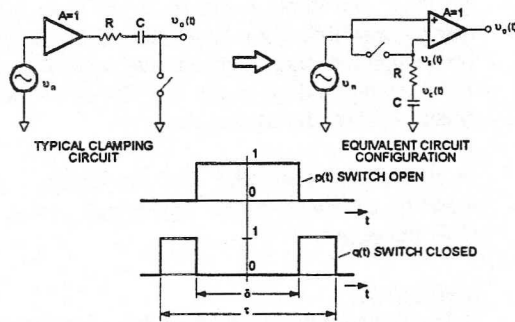 A=1
R
C
υo(t)
υn
TYPICAL CLAMPING
CIRCUIT
A=1
+
-
υo(t)
υs(t)
R
υc(t)
C
υn
EQUIVALENT CIRCUIT
CONFIGURATION
1
0
p(t) SWITCH OPEN
t
1
0
q(t) SWITCH CLOSED
δ
t
τ